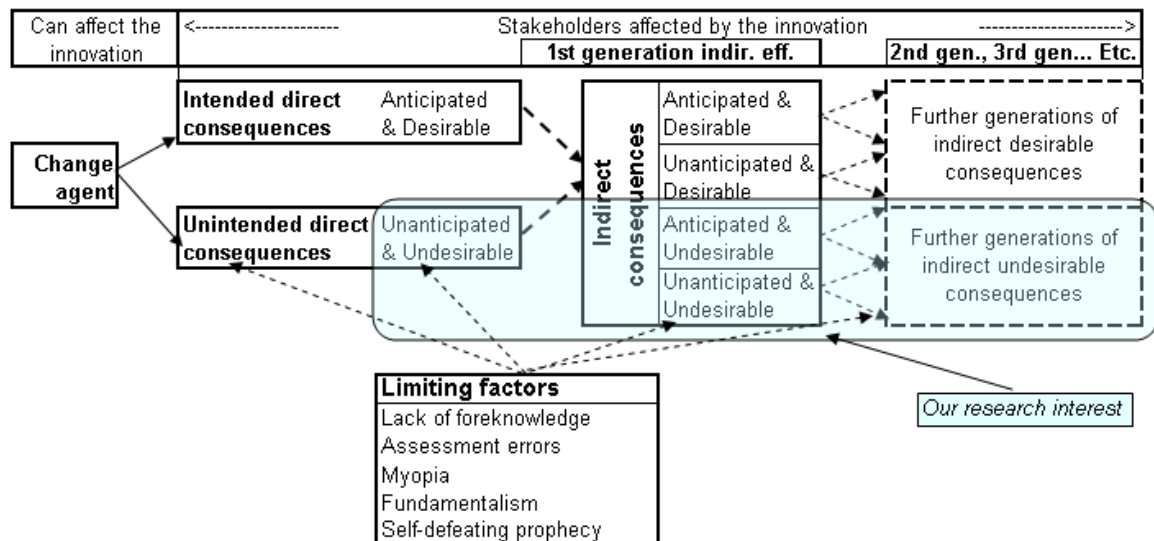 Can affect the
innovation
<--------------------- Stakeholders affected by the innovation -------------------->
1st generation indir. eff.
2nd gen., 3rd gen... Etc.
Intended direct
consequences
Anticipated
& Desirable
Change
agent
Unintended direct
consequences
Unanticipated
& Undesirable
Indirect
consequences
Anticipated &
Desirable
Unanticipated &
Desirable
Anticipated &
Undesirable
Unanticipated &
Undesirable
Further generations of
indirect desirable
consequences
Further generations of
indirect undesirable
consequences
Limiting factors
Lack of foreknowledge
Assessment errors
Myopia
Fundamentalism
Self-defeating prophecy
Our research interest